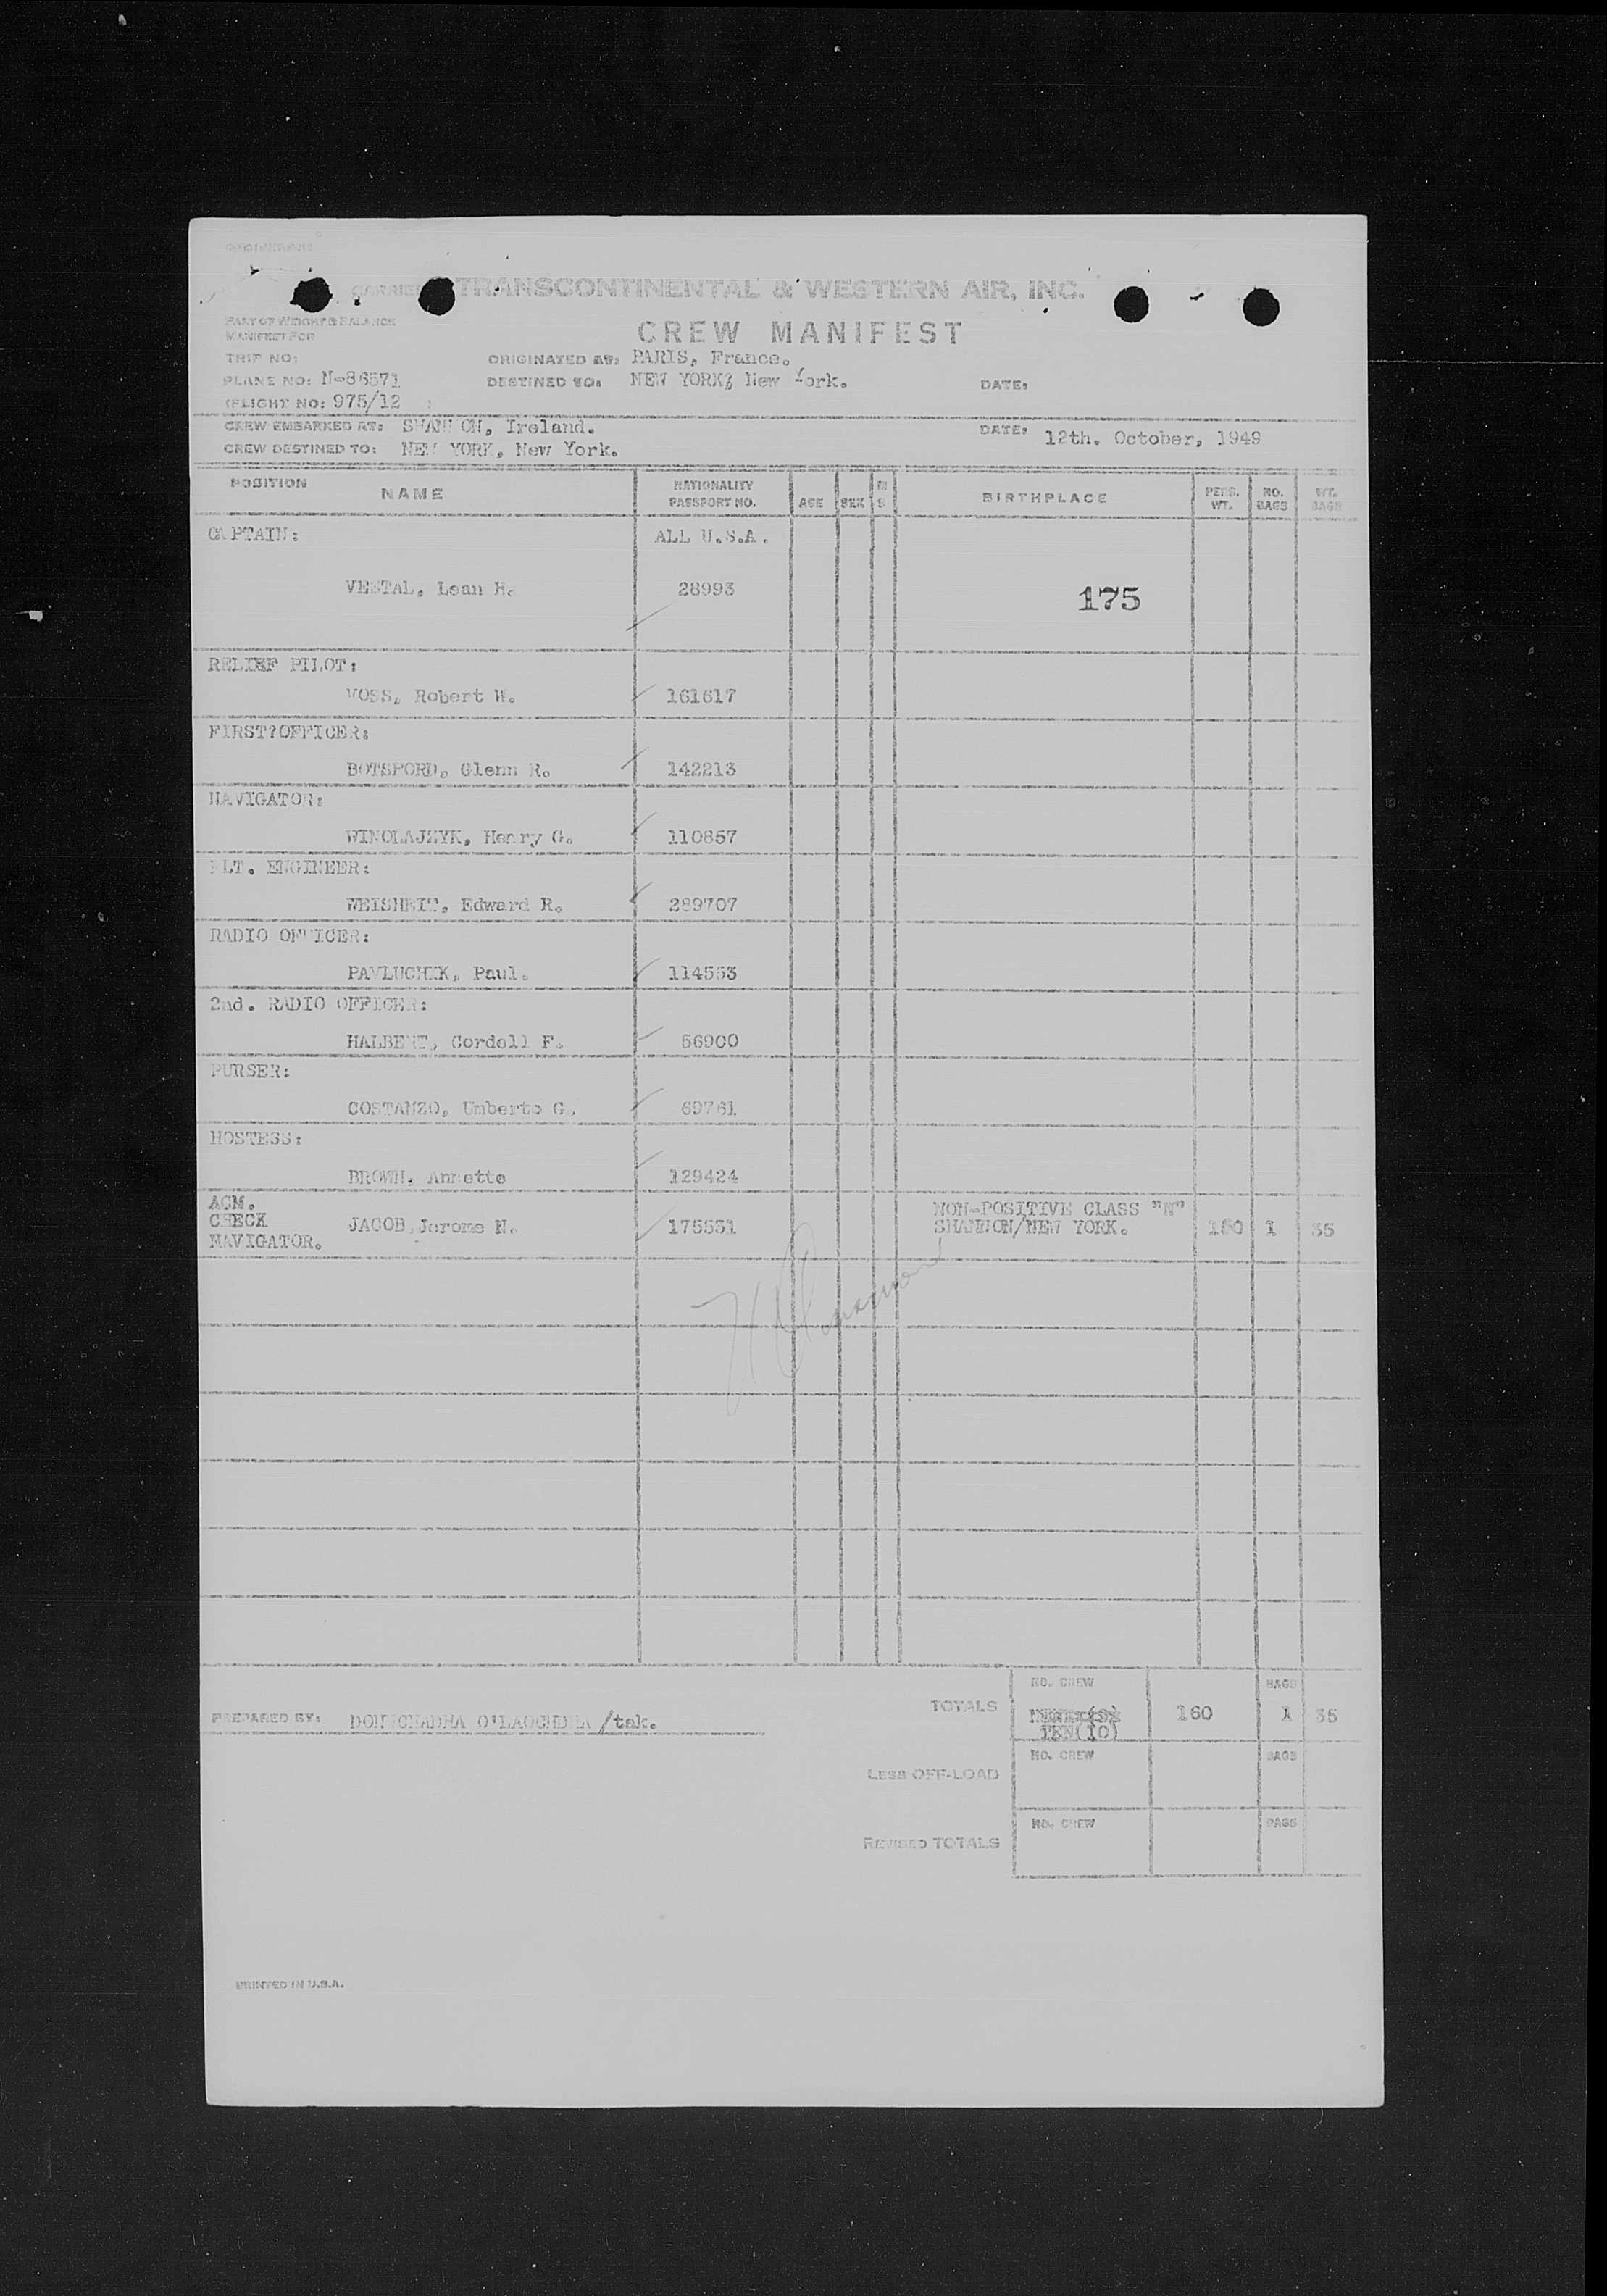 TRANSCONTINENTAL & WESTERN AIR, INC.
PART OF WEIGHT & BALANCE
MANIFEST FOR
CREW MANIFEST
TRIP NO:
ORIGINATED AT: PARIS, France.
PLANE NO: N-86571
DESTINED TO: NEW YORK; New York.
DATE:
(FLIGHT NO: 975/12 )
CREW EMBARKED AT: SHANNON, Ireland.
DATE: 12th. October, 1949
CREW DESTINED TO: NEW YORK, New York.
POSITION NAME NATIONALITY PASSPORT NO. AGE SEX M S BIRTHPLACE PERS. WT. NO. BAGS WT. BAGS
CAPTAIN: ALL U.S.A.
VESTAL, Lean H. 28993 175
RELIEF PILOT:
VOSS, Robert W. 161617
FIRST?OFFICER:
BOTSFORD, Glenn R. 142213
NAVIGATOR:
WINOLAJZYK, Henry G. 110857
FLT. ENGINEER:
WEISHEIT, Edward R. 289707
RADIO OFFICER:
PAVLUCHIK, Paul. 114553
2nd. RADIO OFFICER:
HALBERT, Cordell F. 56900
PURSER:
COSTANZO, Umberto G. 69761
HOSTESS:
BROWN, Annette 129424
ACM.
CHECK
NAVIGATOR.
JACOB, Jerome N. 175531
NON-POSITIVE CLASS "N"
SHANNON/NEW YORK. 160 1 35
TOTALS NO. CREW BAGS
TEN(10) 160 1 35
PREPARED BY: /tak.
LESS OFF-LOAD NO. CREW BAGS
REVISED TOTALS NO. CREW BAGS
PRINTED IN U.S.A.